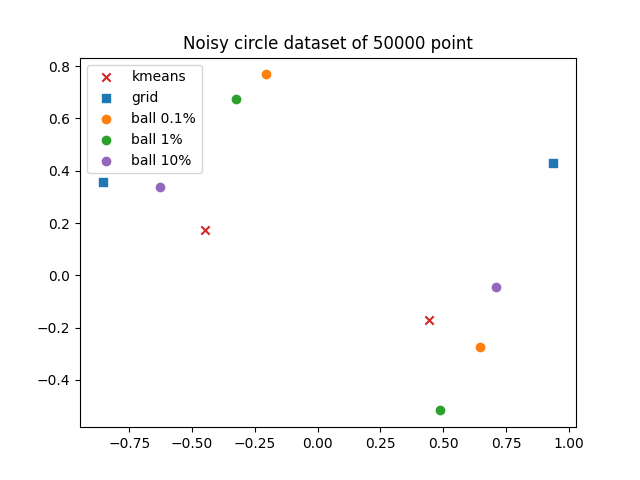 Noisy circle dataset of 50000 point
kmeans
grid
ball 0.1%
ball 1%
ball 10%
0.8
0.6
0.4
0.2
0.0
−0.2
−0.4
−0.75
−0.50
−0.25
0.00
0.25
0.50
0.75
1.00